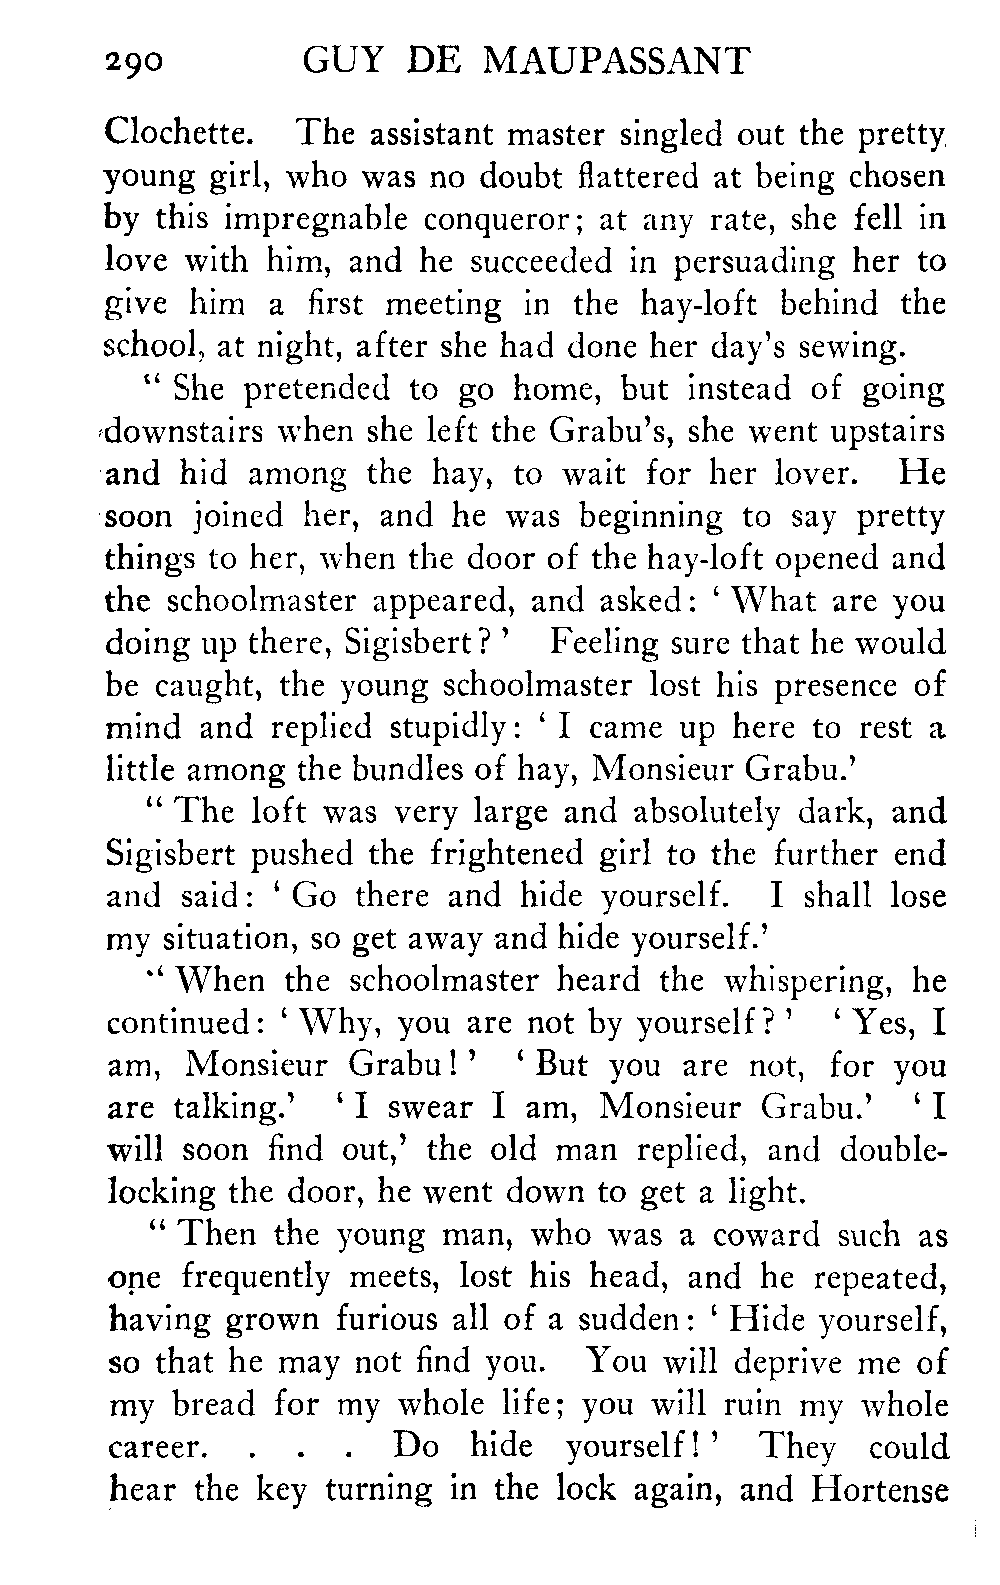 290 GUY DE MAUPASSANT
Clochette. The assistant master singled out the pretty
young girl, who was no doubt flattered at being chosen
by this impregnable conqueror; at any rate, she fell in
love with him, and he succeeded in persuading her to
give him a first meeting in the hay-loft behind the
school, at night, after she had done her day's sewing.
“ She pretended to go home, but instead of going
downstairs when she left the Grabu's, she went upstairs
and hid among the hay, to wait for her lover. He
soon joined her, and he was beginning to say pretty
things to her, when the door of the hay-loft opened and
the schoolmaster appeared, and asked: ‘ What are you
doing up there, Sigisbert? ’ Feeling sure that he would
be caught, the young schoolmaster lost his presence of
mind and replied stupidly: ‘ I came up here to rest a
little among the bundles of hay, Monsieur Grabu.’
“ The loft was very large and absolutely dark, and
Sigisbert pushed the frightened girl to the further end
and said: ‘ Go there and hide yourself. I shall lose
my situation, so get away and hide yourself.’
“ When the schoolmaster heard the whispering, he
continued: ‘ Why, you are not by yourself? ’ ‘ Yes, I
am, Monsieur Grabu! ’ ‘ But you are not, for you
are talking.’ ‘ I swear I am, Monsieur Grabu.’ ‘ I
will soon find out,’ the old man replied, and double-
locking the door, he went down to get a light.
“ Then the young man, who was a coward such as
one frequently meets, lost his head, and he repeated,
having grown furious all of a sudden: ‘ Hide yourself,
so that he may not find you. You will deprive me of
my bread for my whole life; you will ruin my whole
career. . . . Do hide yourself! ’ They could
hear the key turning in the lock again, and Hortense